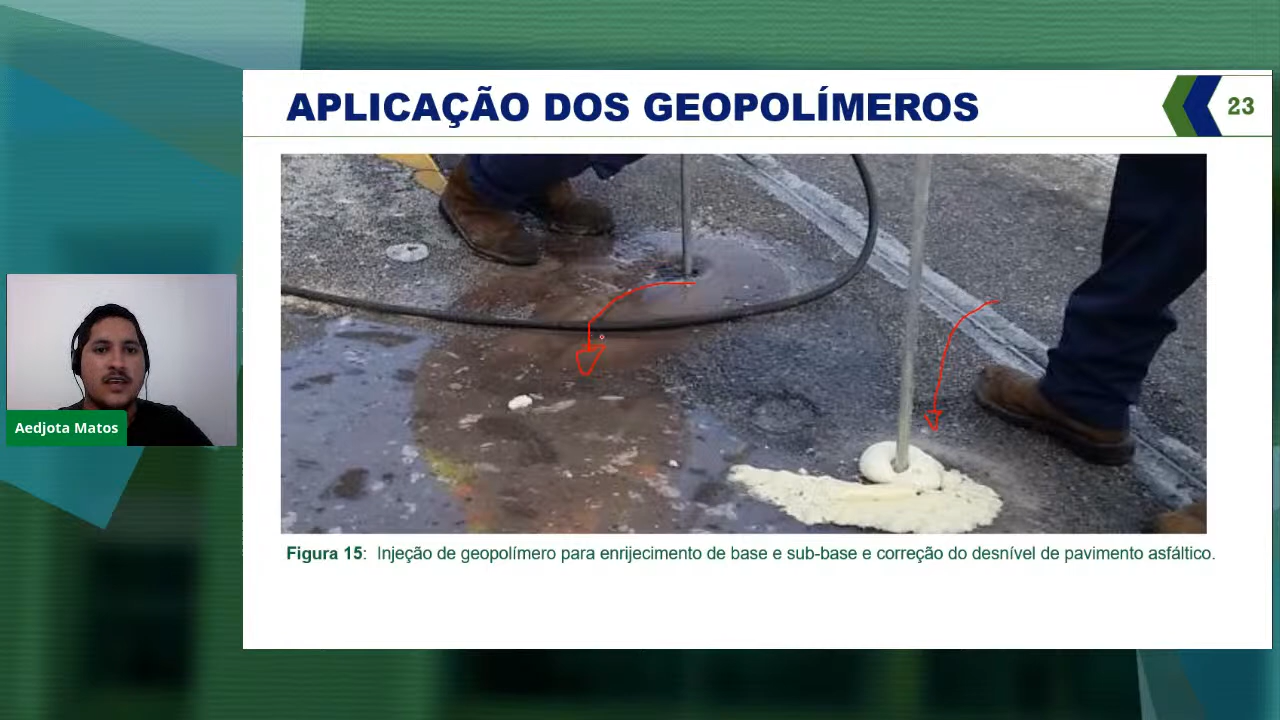 APLICAÇÃO DOS GEOPOLÍMEROS
23
Aedjota Matos
Figura 15: Injeção de geopolímero para enrijecimento de base e sub-base e correção do desnível de pavimento asfáltico.